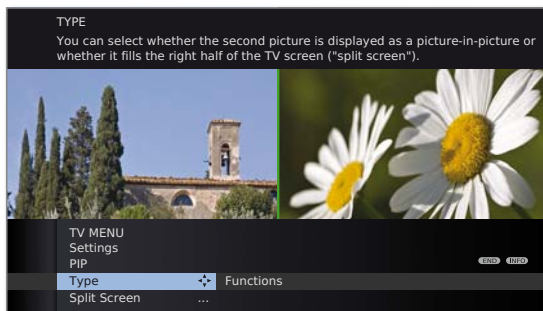 TYPE
You can select whether the second picture is displayed as a picture-in-picture or
whether it fills the right half of the TV screen ("split screen").
TV MENU
Settings
PIP
END INFO
Type Functions
Split Screen ...